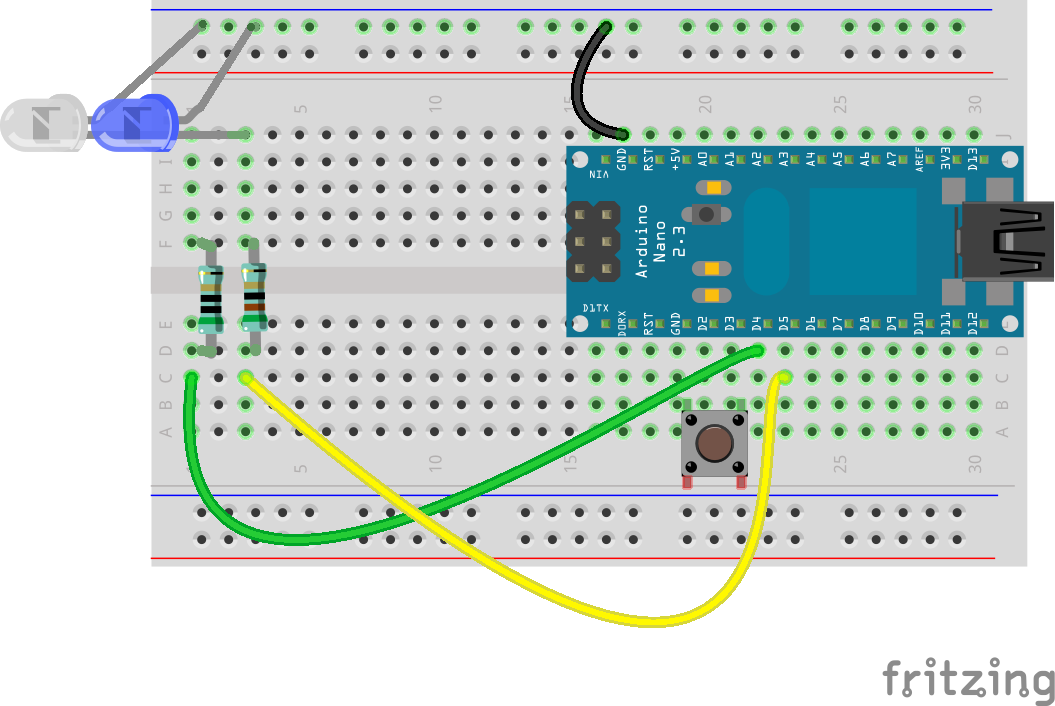 5 10 15 20 25 30
J
I
H
G
F
VIN GND RST +5V A0 A1 A2 A3 A4 A5 A6 A7 AREF 3V3 D13
Arduino
Nano
2.3
D1TX D0RX RST GND D2 D3 D4 D5 D6 D7 D8 D9 D10 D11 D12
E
D D
C C
B B
A A
5 10 15 25 30
fritzing